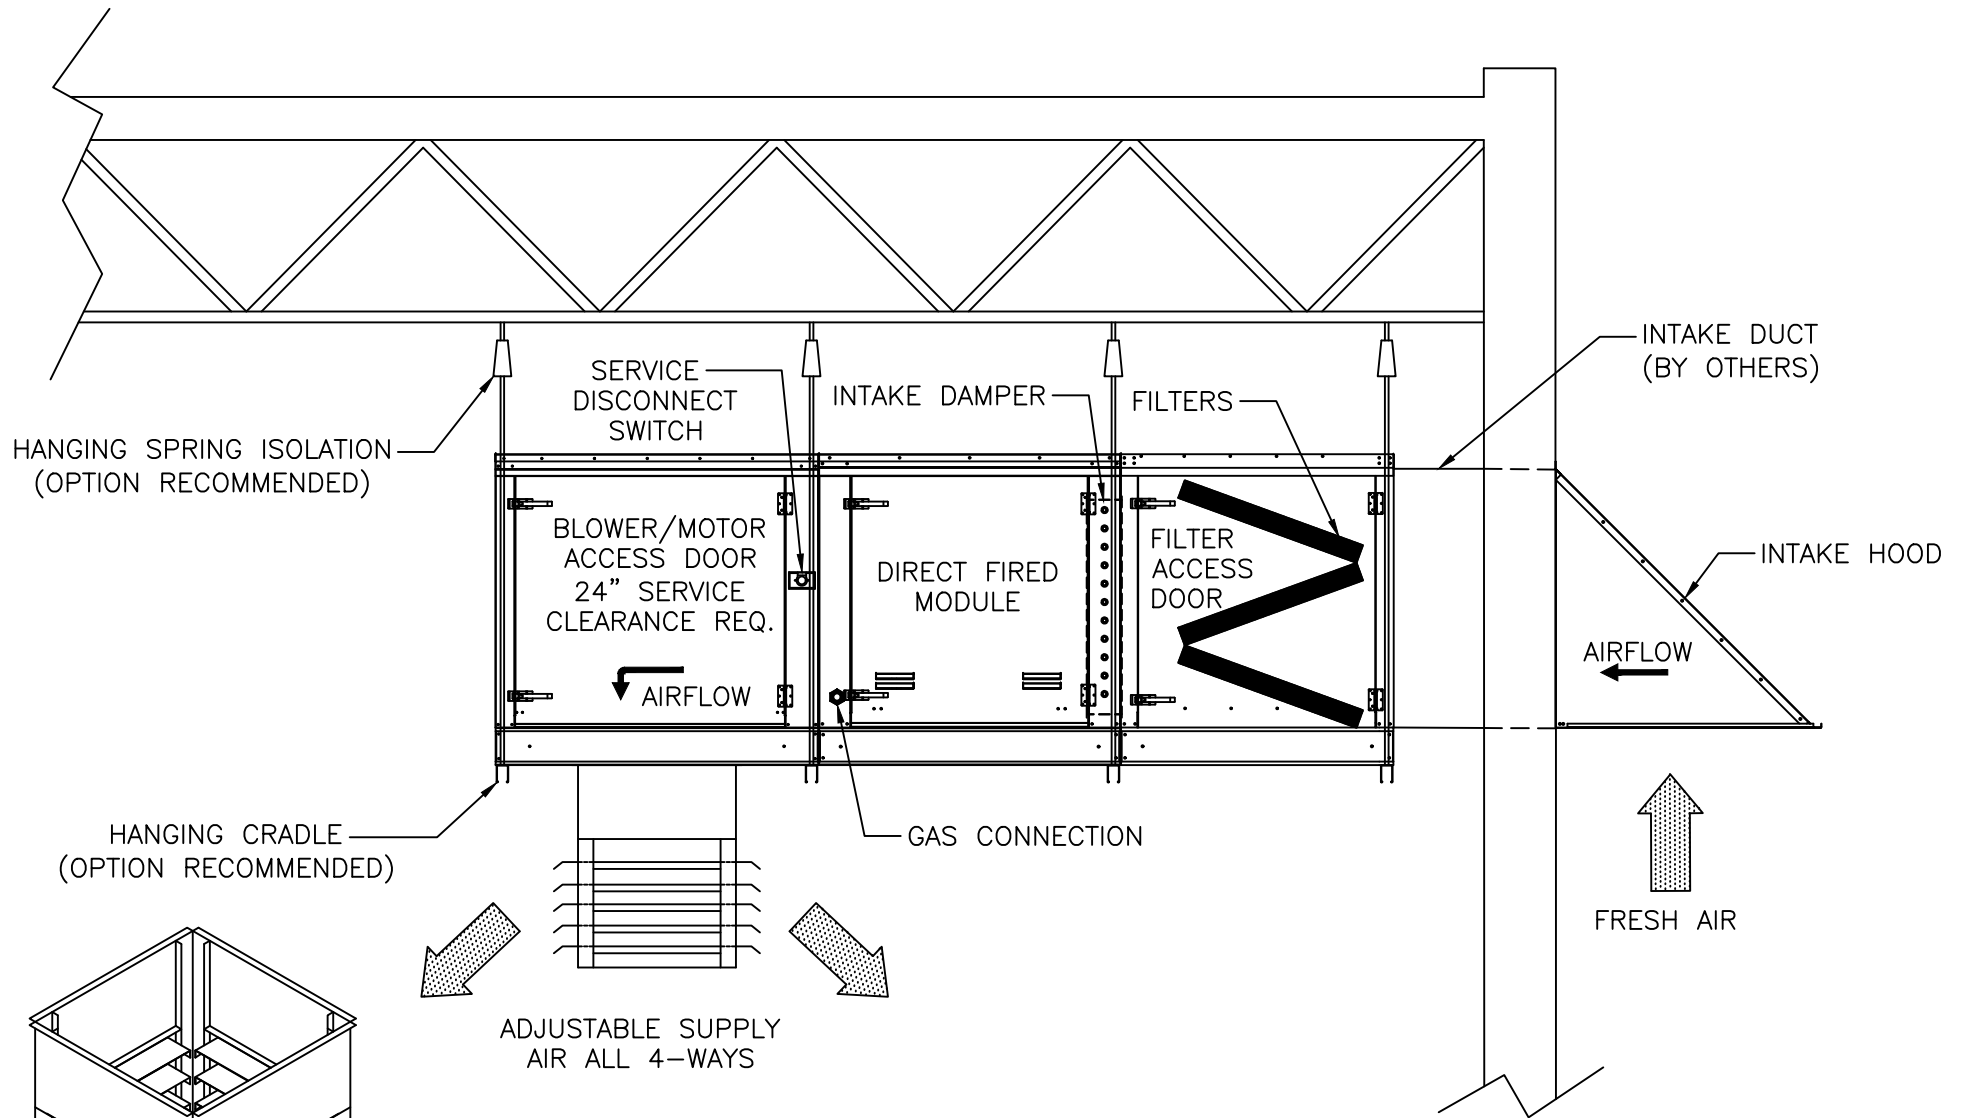 INTAKE DUCT
(BY OTHERS)
SERVICE
DISCONNECT
SWITCH
INTAKE DAMPER
FILTERS
HANGING SPRING ISOLATION
(OPTION RECOMMENDED)
BLOWER/MOTOR
ACCESS DOOR
24" SERVICE
CLEARANCE REQ.
AIRFLOW
DIRECT FIRED
MODULE
FILTER
ACCESS
DOOR
INTAKE HOOD
AIRFLOW
HANGING CRADLE
(OPTION RECOMMENDED)
GAS CONNECTION
FRESH AIR
ADJUSTABLE SUPPLY
AIR ALL 4-WAYS